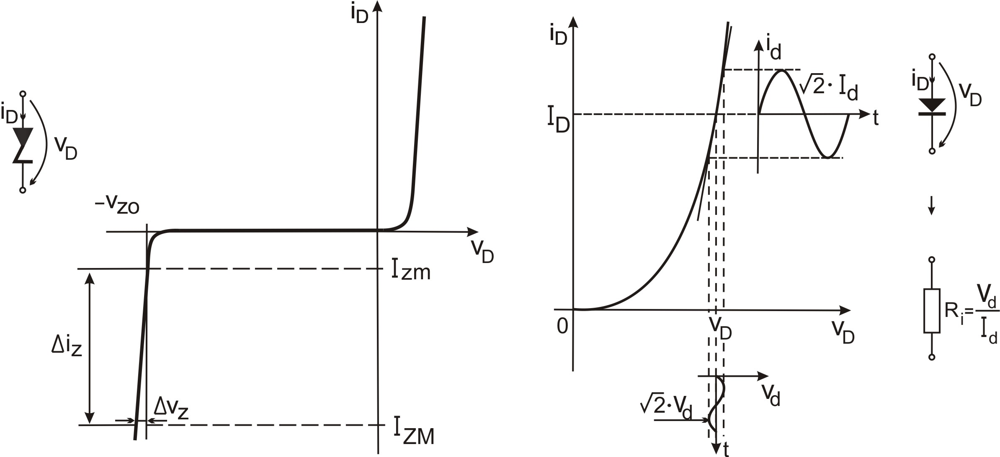 iD
iD
vD
-vzo
vD
Izm
Δiz
Δvz
IZM
iD
id
√2·Id
ID
t
0
vD
vD
√2·Vd
vd
t
iD
vD
Ri=Vd/Id